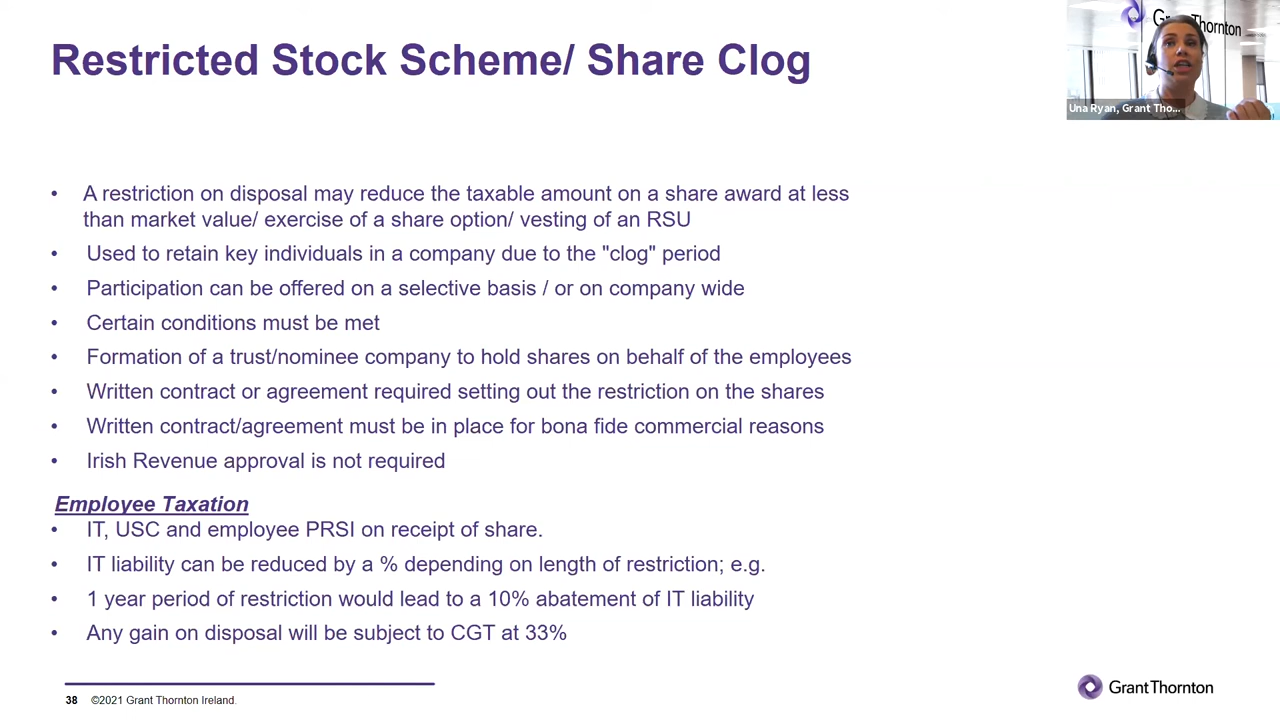 Restricted Stock Scheme/ Share Clog
Grant Thornton
Una Ryan, Grant Tho...
• A restriction on disposal may reduce the taxable amount on a share award at less
than market value/ exercise of a share option/ vesting of an RSU
• Used to retain key individuals in a company due to the "clog" period
• Participation can be offered on a selective basis / or on company wide
• Certain conditions must be met
• Formation of a trust/nominee company to hold shares on behalf of the employees
• Written contract or agreement required setting out the restriction on the shares
• Written contract/agreement must be in place for bona fide commercial reasons
• Irish Revenue approval is not required
Employee Taxation
• IT, USC and employee PRSI on receipt of share.
• IT liability can be reduced by a % depending on length of restriction; e.g.
• 1 year period of restriction would lead to a 10% abatement of IT liability
• Any gain on disposal will be subject to CGT at 33%
38 ©2021 Grant Thornton Ireland.
GrantThornton